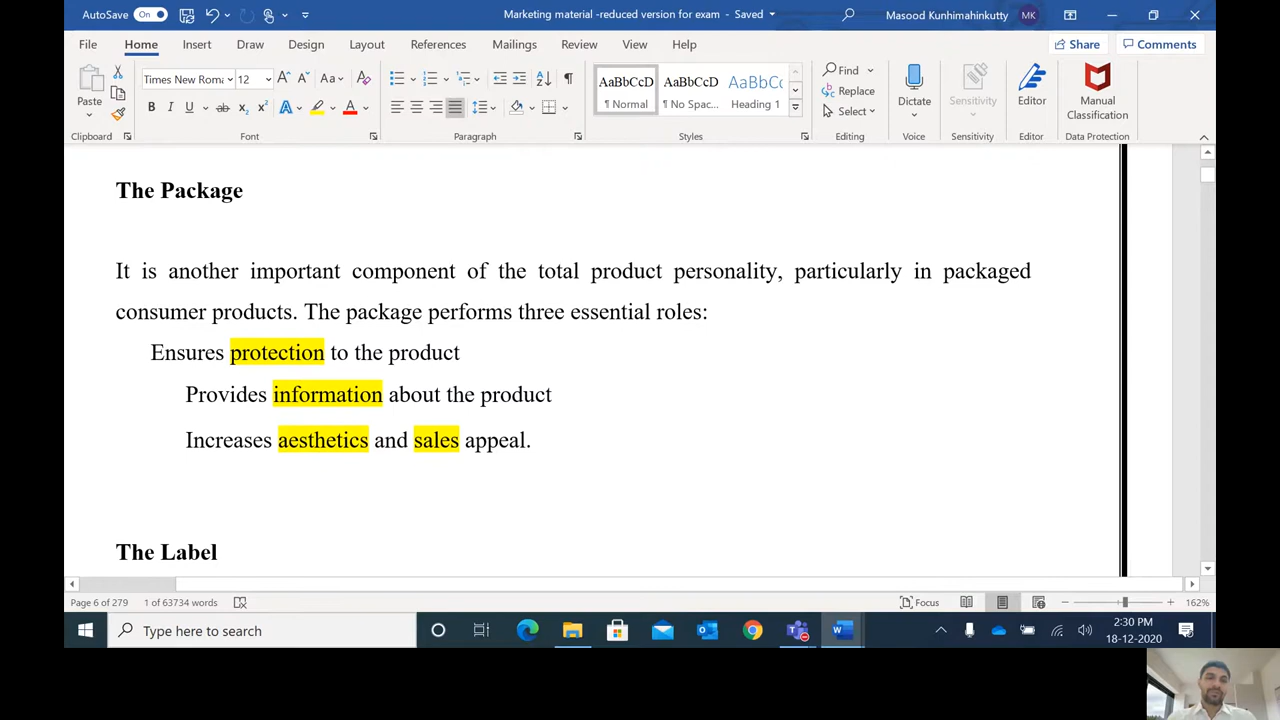 AutoSave On Marketing material -reduced version for exam - Saved Masood Kunhimahinkutty MK
File Home Insert Draw Design Layout References Mailings Review View Help Share Comments
Times New Roma 12 Aa AaBbCcD AaBbCcD AaBbCc Find
Paste B I U ab x2 x2 A A ¶ Normal ¶ No Spac... Heading 1 Replace Select Dictate Sensitivity Editor Manual Classification
Clipboard Font Paragraph Styles Editing Voice Sensitivity Editor Data Protection
The Package
It is another important component of the total product personality, particularly in packaged
consumer products. The package performs three essential roles:
Ensures protection to the product
Provides information about the product
Increases aesthetics and sales appeal.
The Label
Page 6 of 279 1 of 63734 words Focus 162%
Type here to search 2:30 PM
18-12-2020